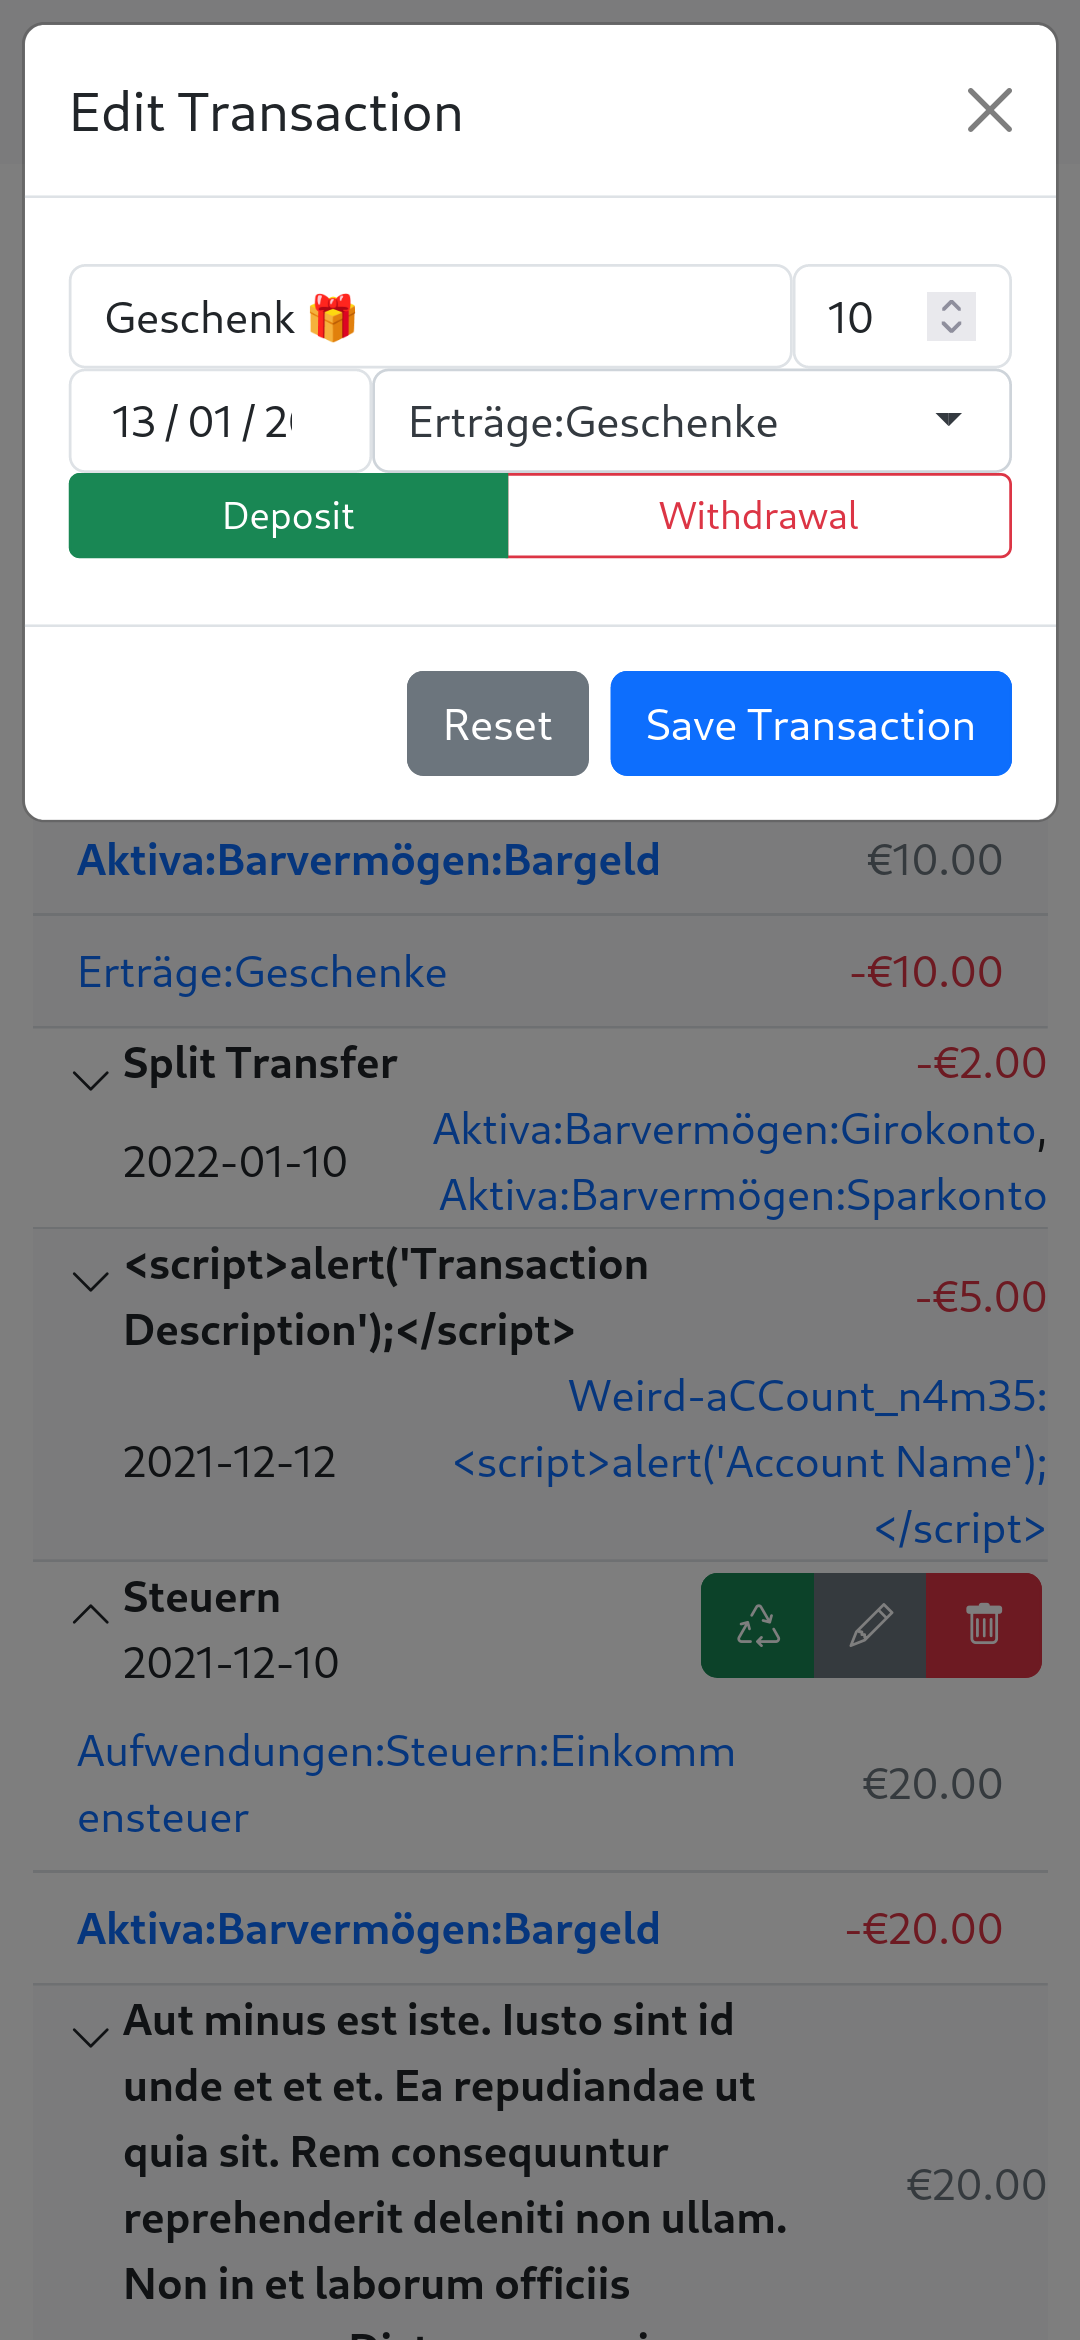 Edit Transaction
Geschenk 🎁 10
13 / 01 / 2
Erträge:Geschenke
Deposit Withdrawal
Reset Save Transaction
Aktiva:Barvermögen:Bargeld €10.00
Erträge:Geschenke -€10.00
Split Transfer -€2.00
Aktiva:Barvermögen:Girokonto,
2022-01-10
Aktiva:Barvermögen:Sparkonto
<script>alert('Transaction
Description');</script>
-€5.00
Weird-aCCount_n4m35:
2021-12-12 <script>alert('Account Name');
</script>
Steuern
2021-12-10
Aufwendungen:Steuern:Einkomm
ensteuer
€20.00
Aktiva:Barvermögen:Bargeld -€20.00
Aut minus est iste. Iusto sint id
unde et et et. Ea repudiandae ut
quia sit. Rem consequuntur
reprehenderit deleniti non ullam.
Non in et laborum officiis
€20.00